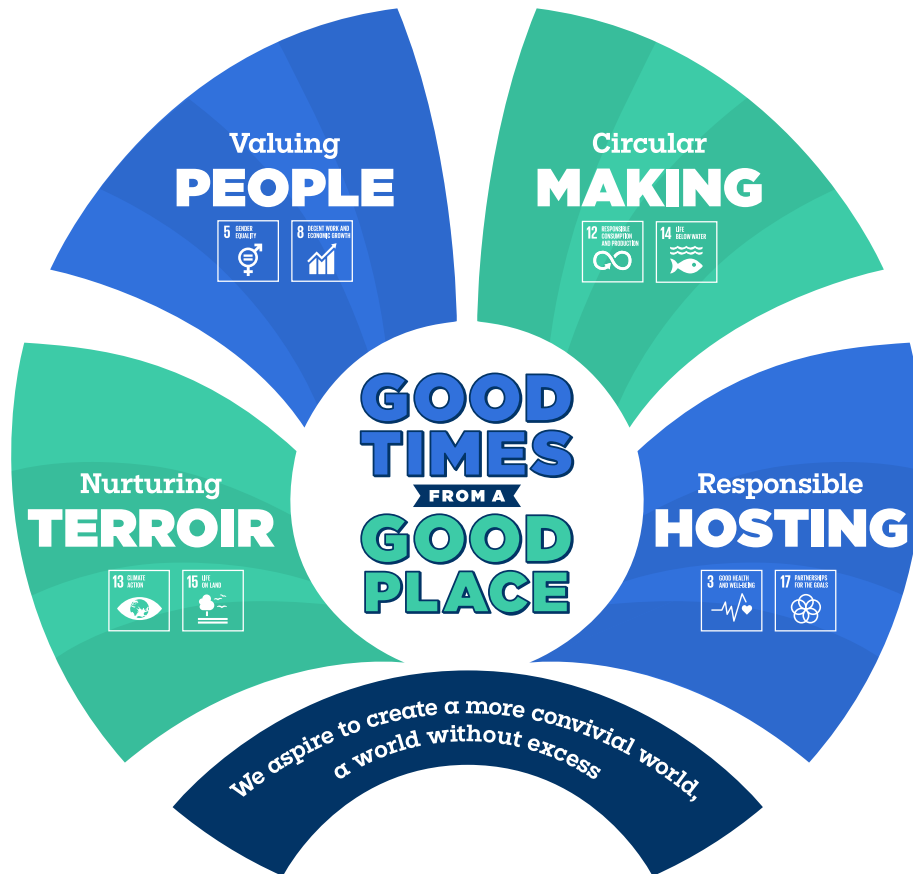 Valuing
PEOPLE
5 GENDER
EQUALITY
8 DECENT WORK AND
ECONOMIC GROWTH
Circular
MAKING
12 RESPONSIBLE
CONSUMPTION
AND PRODUCTION
14 LIFE
BELOW WATER
Nurturing
TERROIR
13 CLIMATE
ACTION
15 LIFE
ON LAND
GOOD
TIMES
FROM A
GOOD
PLACE
Responsible
HOSTING
3 GOOD HEALTH
AND WELL-BEING
17 PARTNERSHIPS
FOR THE GOALS
We aspire to create a more convivial world,
a world without excess